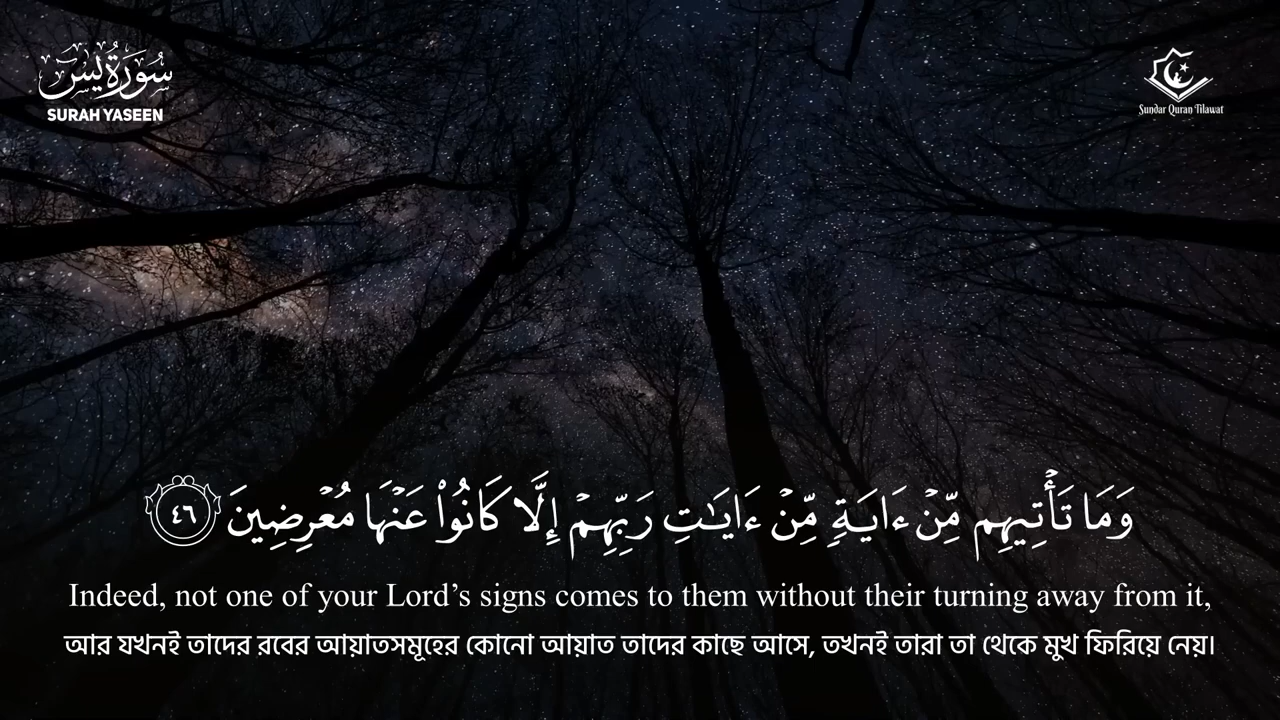 سُورَةُ يٰسٓ
SURAH YASEEN
Sundar Quran Tilawat
وَمَا تَأْتِيهِم مِّنْ ءَايَةٍ مِّنْ ءَايَـٰتِ رَبِّهِمْ إِلَّا كَانُوا۟ عَنْهَا مُعْرِضِينَ ٤٦
Indeed, not one of your Lord’s signs comes to them without their turning away from it,
আর যখনই তাদের রবের আয়াতসমূহের কোনো আয়াত তাদের কাছে আসে, তখনই তারা তা থেকে মুখ ফিরিয়ে নেয়।